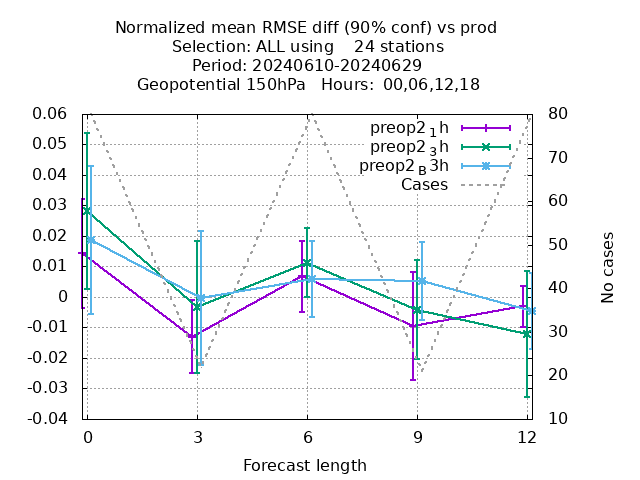 Normalized mean RMSE diff (90% conf) vs prod
Selection: ALL using    24 stations
Period: 20240610-20240629
Geopotential 150hPa   Hours:  00,06,12,18
0.06
0.05
0.04
0.03
0.02
0.01
0
-0.01
-0.02
-0.03
-0.04
preop2 1h
preop2 3h
preop2 B3h
Cases
80
70
60
50
40
30
20
10
No cases
0 3 6 9 12
Forecast length